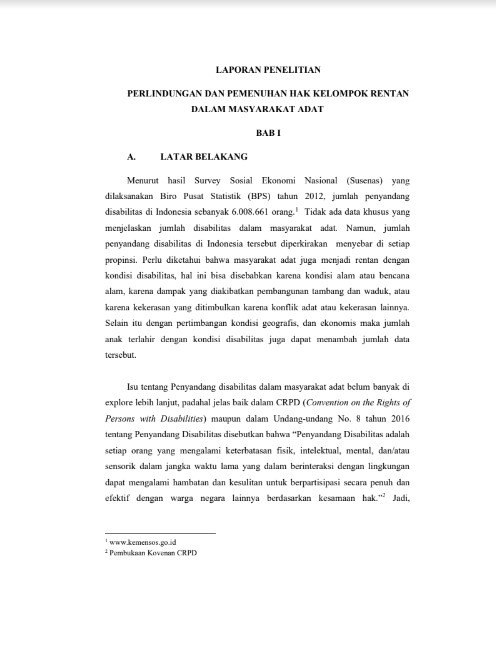 LAPORAN PENELITIAN
PERLINDUNGAN DAN PEMENUHAN HAK KELOMPOK RENTAN
DALAM MASYARAKAT ADAT
BAB I
A. LATAR BELAKANG
Menurut hasil Survey Sosial Ekonomi Nasional (Susenas) yang
dilaksanakan Biro Pusat Statistik (BPS) tahun 2012, jumlah penyandang
disabilitas di Indonesia sebanyak 6.008.661 orang.1 Tidak ada data khusus yang
menjelaskan jumlah disabilitas dalam masyarakat adat. Namun, jumlah
penyandang disabilitas di Indonesia tersebut diperkirakan menyebar di setiap
propinsi. Perlu diketahui bahwa masyarakat adat juga menjadi rentan dengan
kondisi disabilitas, hal ini bisa disebabkan karena kondisi alam atau bencana
alam, karena dampak yang diakibatkan pembangunan tambang dan waduk, atau
karena kekerasan yang ditimbulkan karena konflik adat atau kekerasan lainnya.
Selain itu dengan pertimbangan kondisi geografis, dan ekonomis maka jumlah
anak terlahir dengan kondisi disabilitas juga dapat menambah jumlah data
tersebut.
Isu tentang Penyandang disabilitas dalam masyarakat adat belum banyak di
explore lebih lanjut, padahal jelas baik dalam CRPD (Convention on the Rights of
Persons with Disabilities) maupun dalam Undang-undang No. 8 tahun 2016
tentang Penyandang Disabilitas disebutkan bahwa “Penyandang Disabilitas adalah
setiap orang yang mengalami keterbatasan fisik, intelektual, mental, dan/atau
sensorik dalam jangka waktu lama yang dalam berinteraksi dengan lingkungan
dapat mengalami hambatan dan kesulitan untuk berpartisipasi secara penuh dan
efektif dengan warga negara lainnya berdasarkan kesamaan hak.”2 Jadi,
1 www.kemensos.go.id
2 Pembukaan Kovenan CRPD